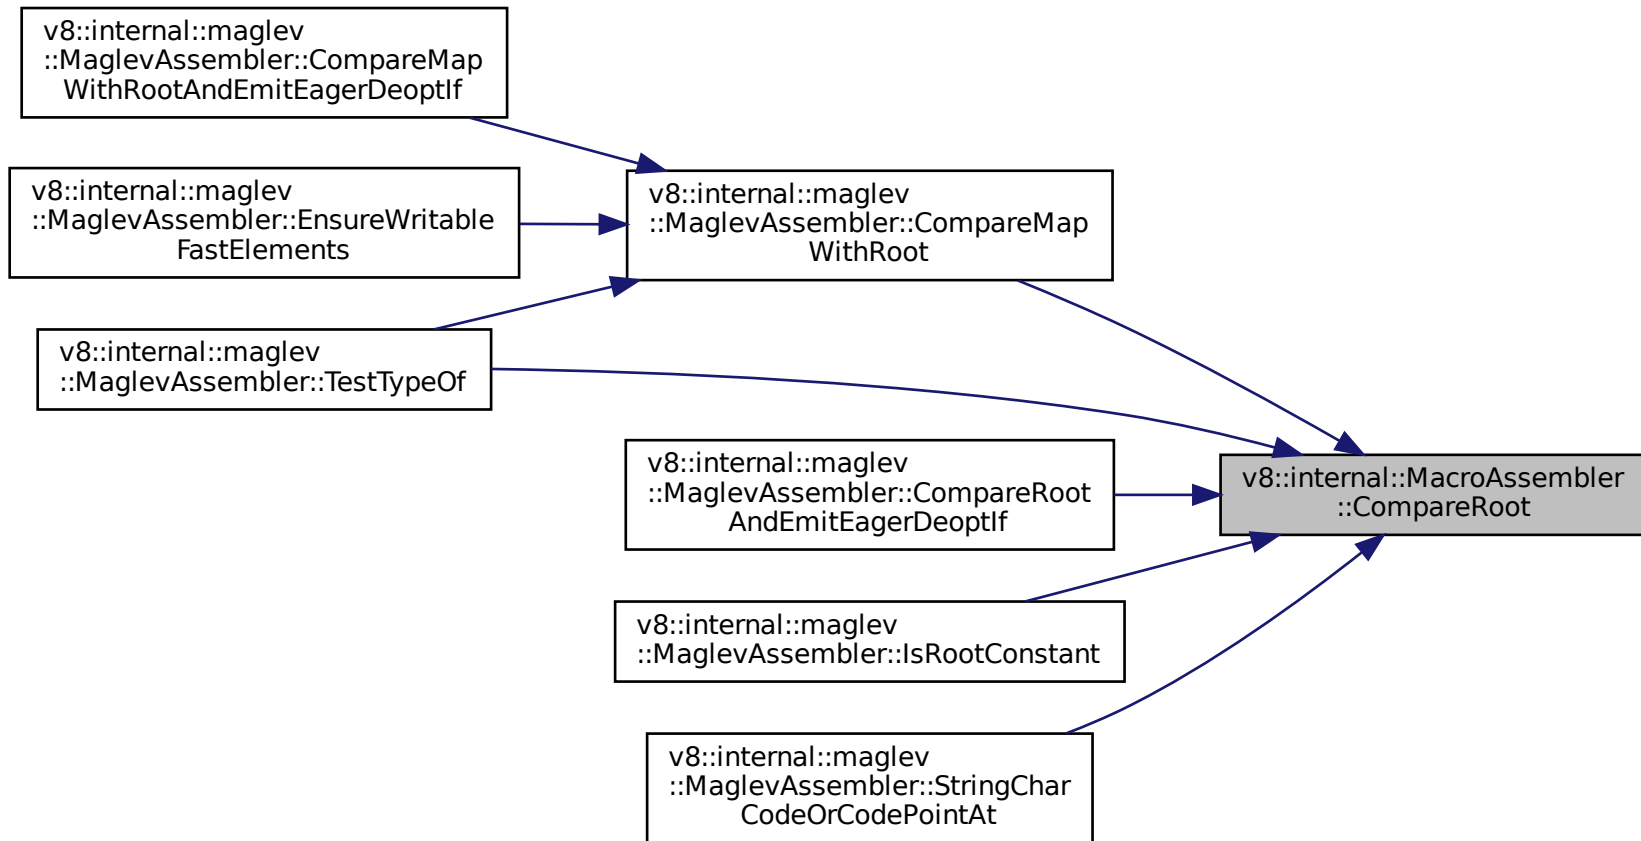 v8::internal::maglev
::MaglevAssembler::CompareMap
WithRootAndEmitEagerDeoptIf
v8::internal::maglev
::MaglevAssembler::EnsureWritable
FastElements
v8::internal::maglev
::MaglevAssembler::TestTypeOf
v8::internal::maglev
::MaglevAssembler::CompareMap
WithRoot
v8::internal::maglev
::MaglevAssembler::CompareRoot
AndEmitEagerDeoptIf
v8::internal::maglev
::MaglevAssembler::IsRootConstant
v8::internal::maglev
::MaglevAssembler::StringChar
CodeOrCodePointAt
v8::internal::MacroAssembler
::CompareRoot